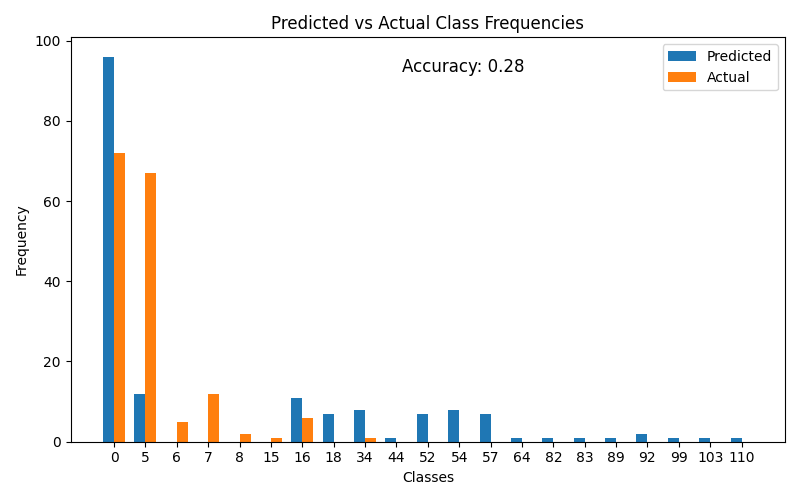 Predicted vs Actual Class Frequencies
Accuracy: 0.28
Predicted
Actual
Frequency
100
80
60
40
20
0
0 5 6 7 8 15 16 18 34 44 52 54 57 64 82 83 89 92 99 103 110
Classes